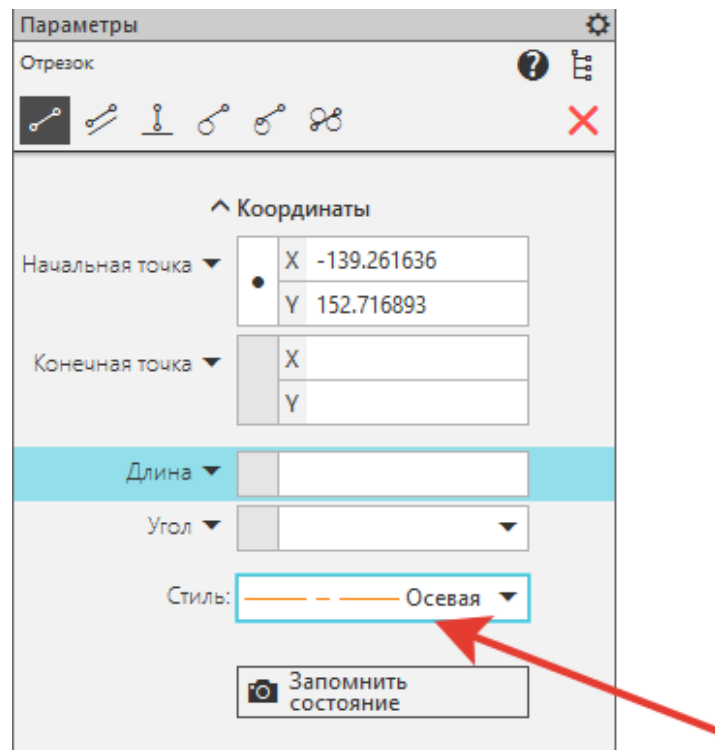 Параметры
Отрезок
?
Координаты
Начальная точка
X -139.261636
Y 152.716893
Конечная точка
X
Y
Длина
Угол
Стиль: Осевая
Запомнить
состояние